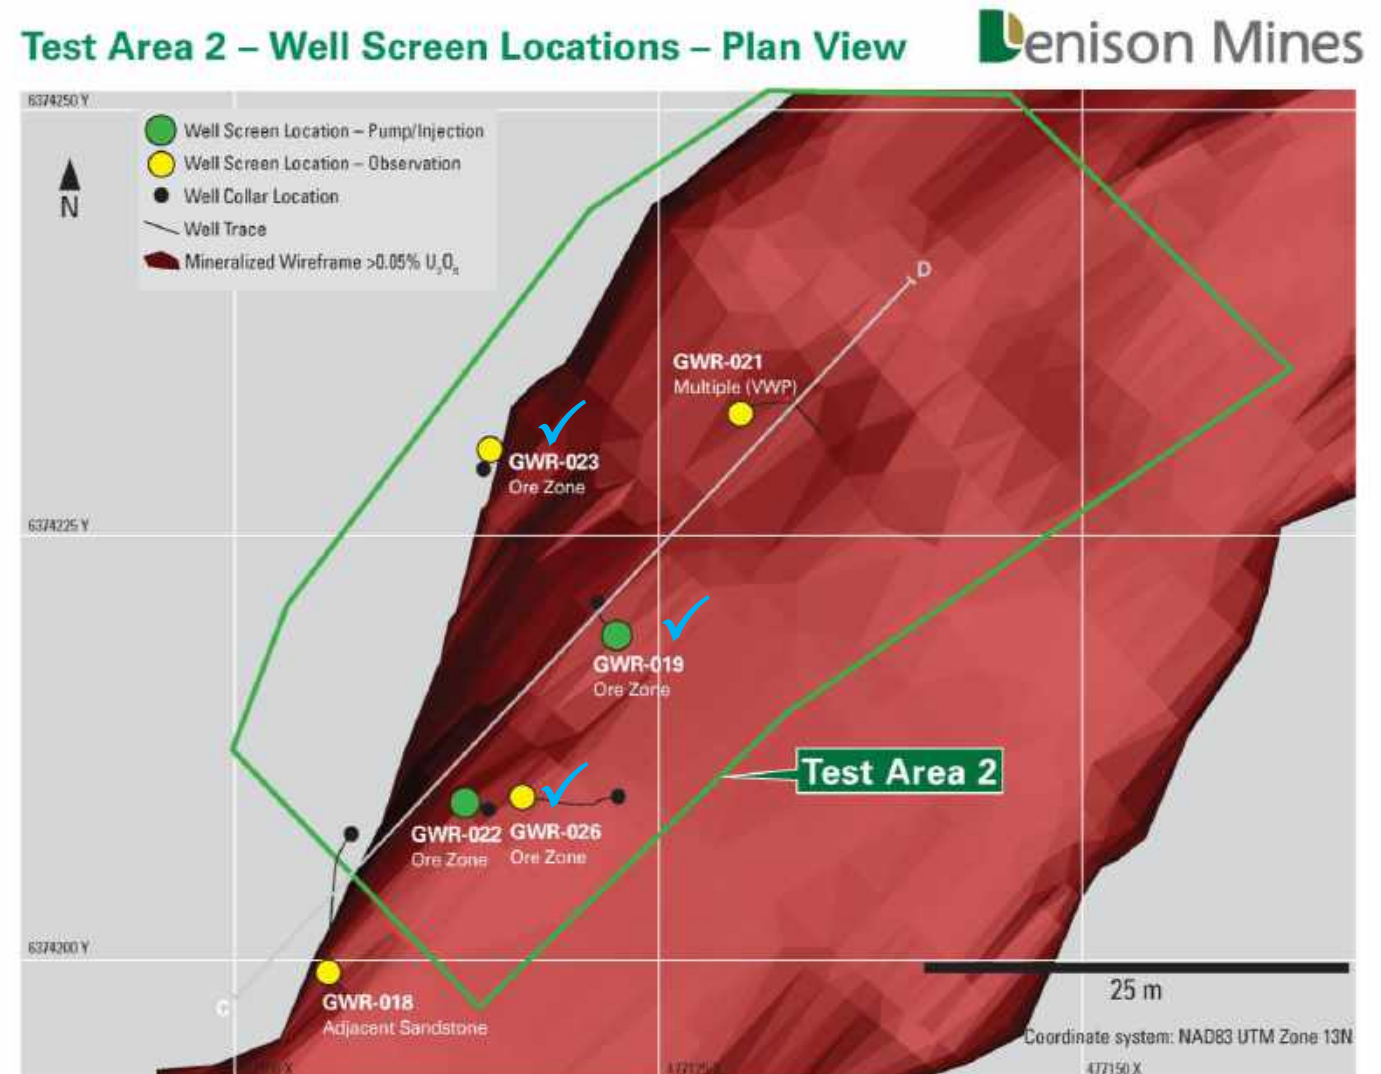 Test Area 2 – Well Screen Locations – Plan View
Denison Mines
6374250 Y
Well Screen Location – Pump/Injection
Well Screen Location – Observation
Well Collar Location
Well Trace
Mineralized Wireframe >0.05% U₃O₈
N
D
GWR-021
Multiple (VWP)
GWR-023
Ore Zone
6374225 Y
GWR-019
Ore Zone
Test Area 2
GWR-022
Ore Zone
GWR-026
Ore Zone
6374200 Y
C
GWR-018
Adjacent Sandstone
25 m
Coordinate system: NAD83 UTM Zone 13N
477125 X
477150 X